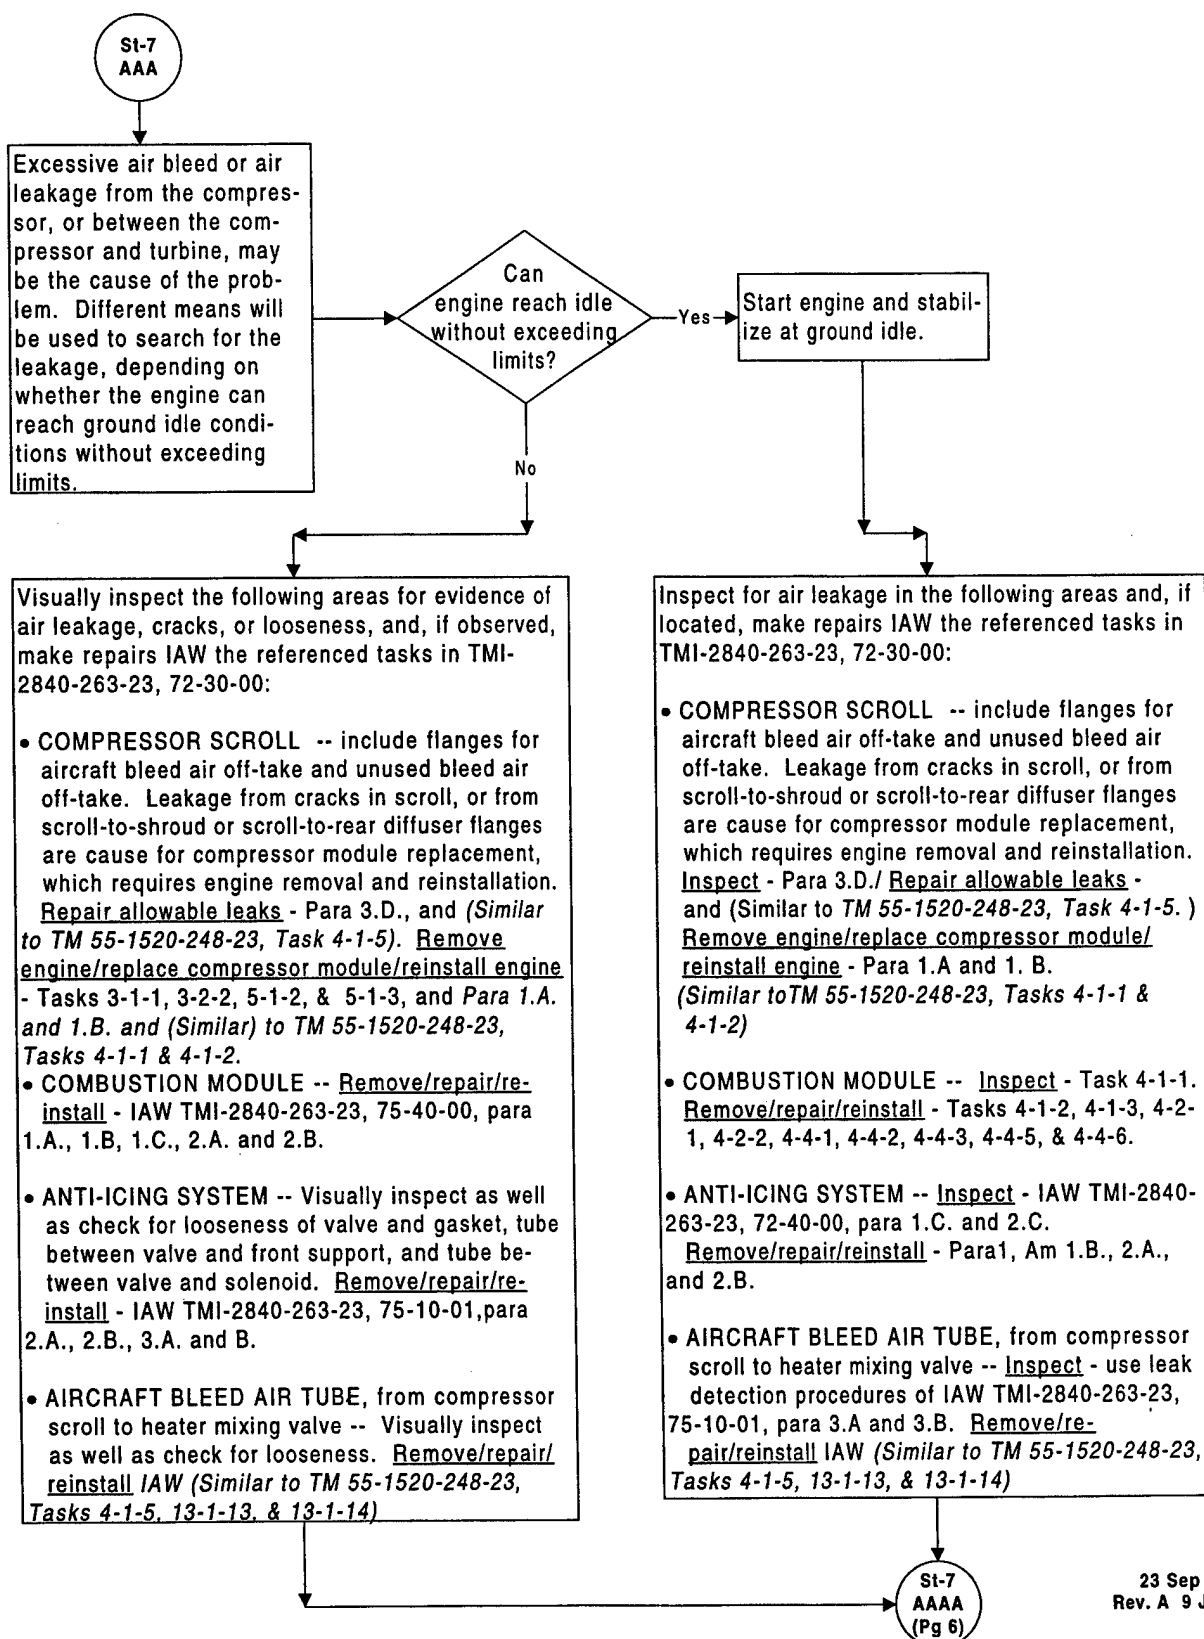 St-7
AAA
Excessive air bleed or air
leakage from the compres-
sor, or between the com-
pressor and turbine, may
be the cause of the prob-
lem. Different means will
be used to search for the
leakage, depending on
whether the engine can
reach ground idle condi-
tions without exceeding
limits.
Can
engine reach idle
without exceeding
limits?
Yes
Start engine and stabil-
ize at ground idle.
No
Visually inspect the following areas for evidence of
air leakage, cracks, or looseness, and, if observed,
make repairs IAW the referenced tasks in TMI-
2840-263-23, 72-30-00:
• COMPRESSOR SCROLL -- include flanges for
aircraft bleed air off-take and unused bleed air
off-take. Leakage from cracks in scroll, or from
scroll-to-shroud or scroll-to-rear diffuser flanges
are cause for compressor module replacement,
which requires engine removal and reinstallation.
Repair allowable leaks - Para 3.D., and (Similar
to TM 55-1520-248-23, Task 4-1-5). Remove
engine/replace compressor module/reinstall engine
- Tasks 3-1-1, 3-2-2, 5-1-2, & 5-1-3, and Para 1.A.
and 1.B. and (Similar) to TM 55-1520-248-23,
Tasks 4-1-1 & 4-1-2.
• COMBUSTION MODULE -- Remove/repair/re-
install - IAW TMI-2840-263-23, 75-40-00, para
1.A., 1.B, 1.C., 2.A. and 2.B.
• ANTI-ICING SYSTEM -- Visually inspect as well
as check for looseness of valve and gasket, tube
between valve and front support, and tube be-
tween valve and solenoid. Remove/repair/re-
install - IAW TMI-2840-263-23, 75-10-01,para
2.A., 2.B., 3.A. and B.
• AIRCRAFT BLEED AIR TUBE, from compressor
scroll to heater mixing valve -- Visually inspect
as well as check for looseness. Remove/repair/
reinstall IAW (Similar to TM 55-1520-248-23,
Tasks 4-1-5, 13-1-13, & 13-1-14)
Inspect for air leakage in the following areas and, if
located, make repairs IAW the referenced tasks in
TMI-2840-263-23, 72-30-00:
• COMPRESSOR SCROLL -- include flanges for
aircraft bleed air off-take and unused bleed air
off-take. Leakage from cracks in scroll, or from
scroll-to-shroud or scroll-to-rear diffuser flanges
are cause for compressor module replacement,
which requires engine removal and reinstallation.
Inspect - Para 3.D./ Repair allowable leaks -
and (Similar to TM 55-1520-248-23, Task 4-1-5. )
Remove engine/replace compressor module/
reinstall engine - Para 1.A and 1. B.
(Similar toTM 55-1520-248-23, Tasks 4-1-1 &
4-1-2)
• COMBUSTION MODULE -- Inspect - Task 4-1-1.
Remove/repair/reinstall - Tasks 4-1-2, 4-1-3, 4-2-
1, 4-2-2, 4-4-1, 4-4-2, 4-4-3, 4-4-5, & 4-4-6.
• ANTI-ICING SYSTEM -- Inspect - IAW TMI-2840-
263-23, 72-40-00, para 1.C. and 2.C.
Remove/repair/reinstall - Para1, Am 1.B., 2.A.,
and 2.B.
• AIRCRAFT BLEED AIR TUBE, from compressor
scroll to heater mixing valve -- Inspect - use leak
detection procedures of IAW TMI-2840-263-23,
75-10-01, para 3.A and 3.B. Remove/re-
pair/reinstall IAW (Similar to TM 55-1520-248-23,
Tasks 4-1-5, 13-1-13, & 13-1-14)
St-7
AAAA
(Pg 6)
23 Sep
Rev. A 9 J